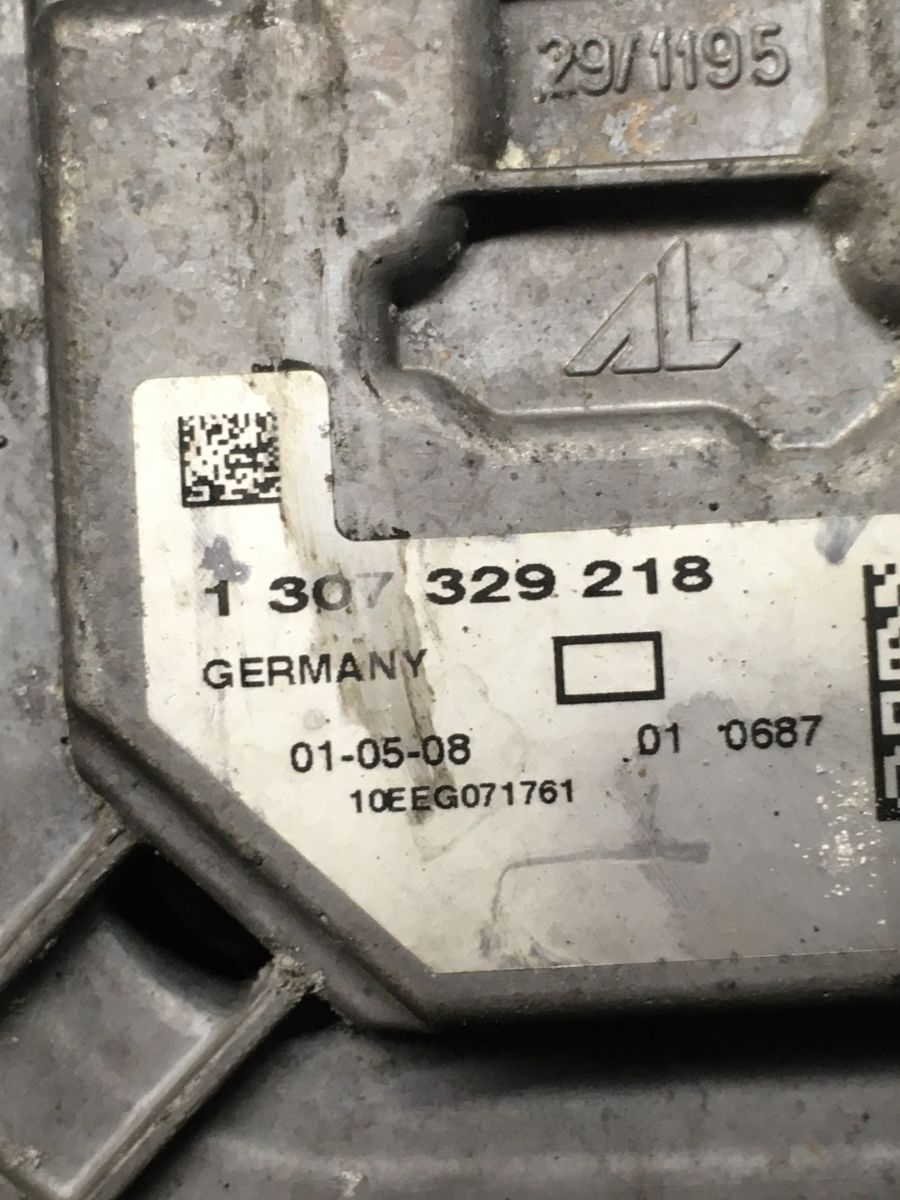 29/1195
AL
1 307 329 218
GERMANY
01-05-08 01 0687
10EEG071761